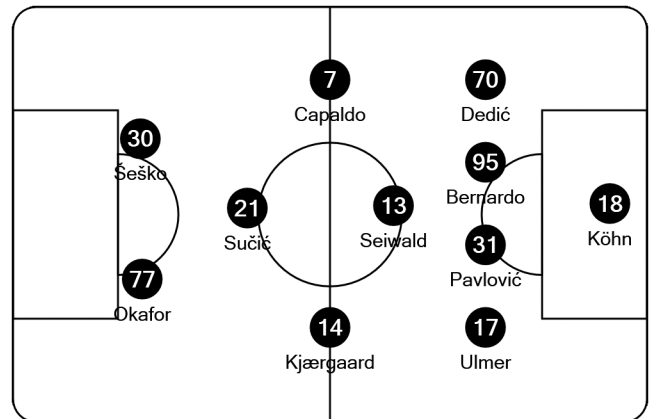 7
Capaldo
70
Dedić
30
Šeško
95
Bernardo
21
Sučić
13
Seiwald
18
Köhn
31
Pavlović
77
Okafor
14
Kjærgaard
17
Ulmer